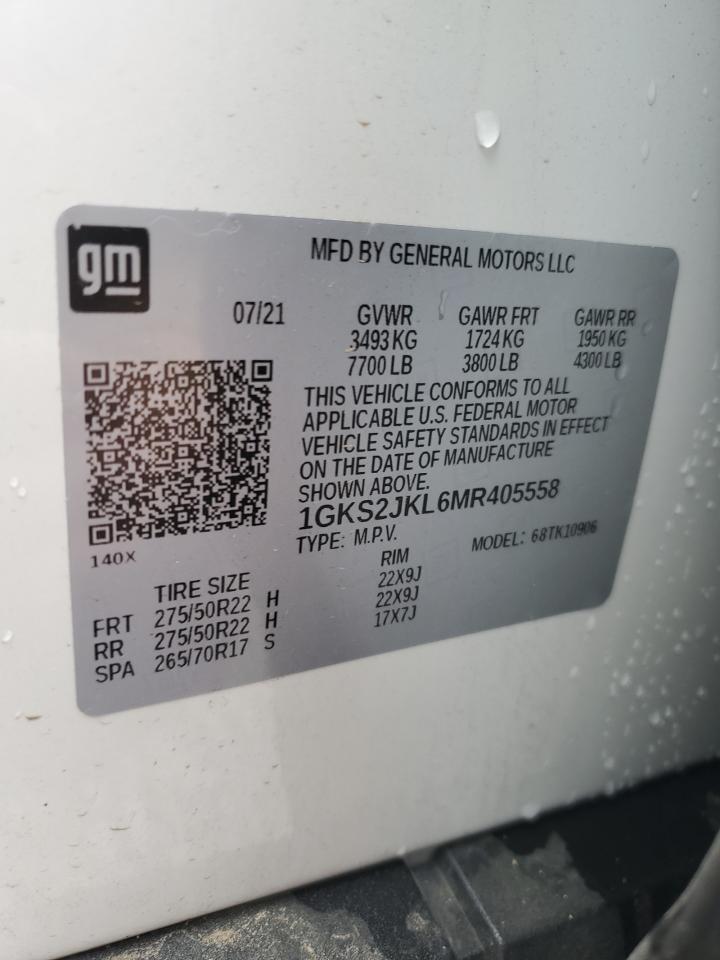 gm
MFD BY GENERAL MOTORS LLC
07/21 GVWR GAWR FRT GAWR RR
3493 KG 1724 KG 1950 KG
7700 LB 3800 LB 4300 LB
THIS VEHICLE CONFORMS TO ALL
APPLICABLE U.S. FEDERAL MOTOR
VEHICLE SAFETY STANDARDS IN EFFECT
ON THE DATE OF MANUFACTURE
SHOWN ABOVE.
1GKS2JKL6MR405558
TYPE: M.P.V. MODEL: 68TK10906
140X
TIRE SIZE RIM
FRT 275/50R22 H 22X9J
RR 275/50R22 H 22X9J
SPA 265/70R17 S 17X7J